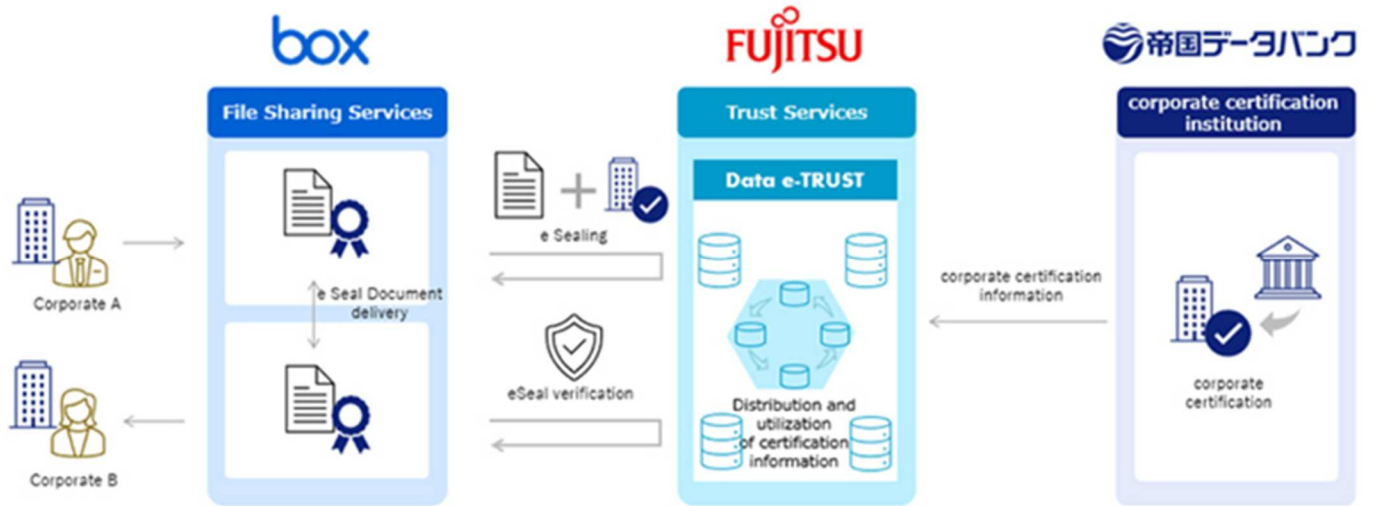 box
FUJITSU
帝国データバンク
File Sharing Services
Trust Services
corporate certification
institution
Data e-TRUST
e Sealing
corporate certification
information
Corporate A
e Seal Document
delivery
eSeal verification
corporate
certification
Distribution and
utilization
of certification
information
Corporate B